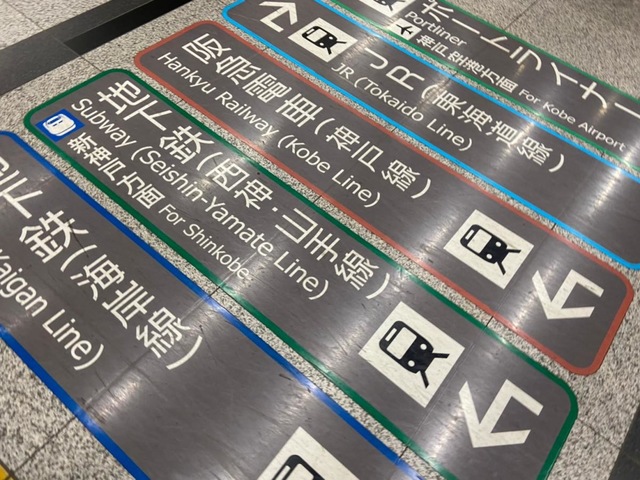 ポートライナー
Portliner
神戸空港方面 For Kobe Airport
JR(東海道線)
JR (Tokaido Line)
阪急電車(神戸線)
Hankyu Railway (Kobe Line)
地下鉄(西神・山手線)
Subway (Seishin-Yamate Line)
新神戸方面 For Shinkobe
地下鉄(海岸線)
Kaigan Line)